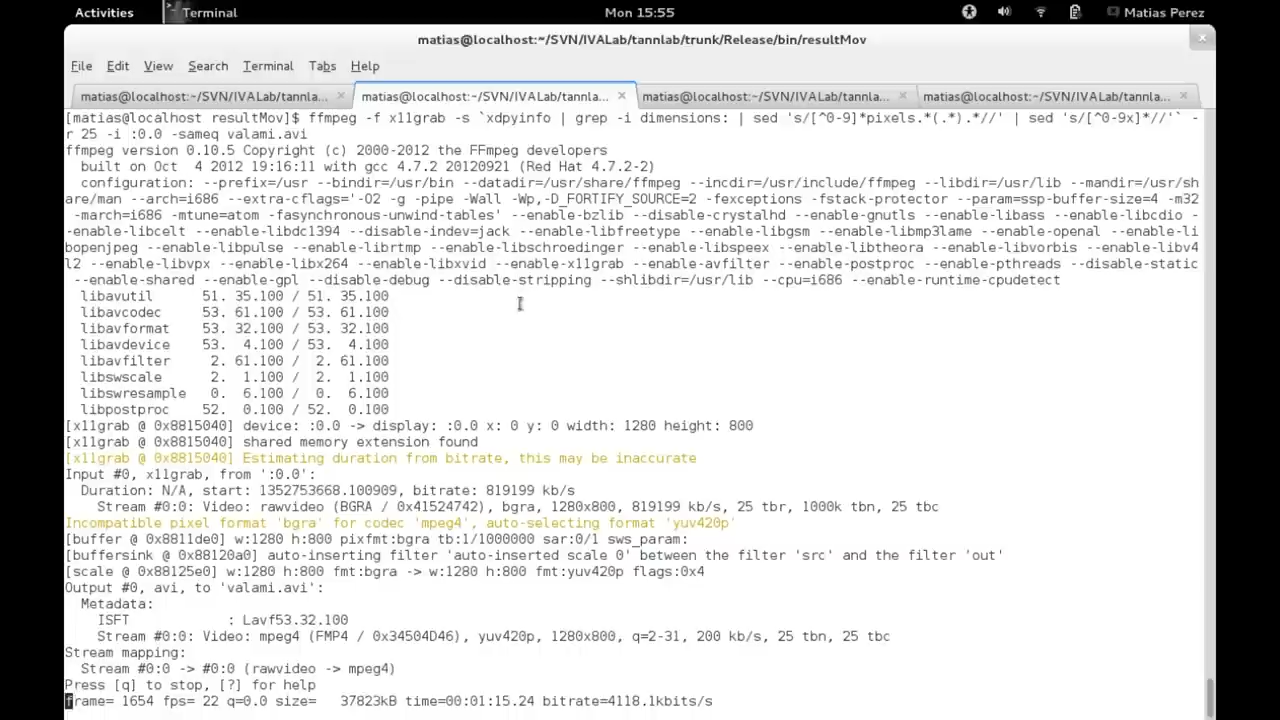 Activities Terminal Mon 15:55 Matias Perez
matias@localhost:~/SVN/IVALab/tannlab/trunk/Release/bin/resultMov
File Edit View Search Terminal Tabs Help
matias@localhost:~/SVN/IVALab/tannla... matias@localhost:~/SVN/IVALab/tannla... matias@localhost:~/SVN/IVALab/tannla... matias@localhost:~/SVN/IVALab/tannla...
[matias@localhost resultMov]$ ffmpeg -f x11grab -s `xdpyinfo | grep -i dimensions: | sed 's/[^0-9]*pixels.*(.*).*//' | sed 's/[^0-9x]*//'` -
r 25 -i :0.0 -sameq valami.avi
ffmpeg version 0.10.5 Copyright (c) 2000-2012 the FFmpeg developers
  built on Oct  4 2012 19:16:11 with gcc 4.7.2 20120921 (Red Hat 4.7.2-2)
  configuration: --prefix=/usr --bindir=/usr/bin --datadir=/usr/share/ffmpeg --incdir=/usr/include/ffmpeg --libdir=/usr/lib --mandir=/usr/sh
are/man --arch=i686 --extra-cflags='-O2 -g -pipe -Wall -Wp,-D_FORTIFY_SOURCE=2 -fexceptions -fstack-protector --param=ssp-buffer-size=4 -m32
 -march=i686 -mtune=atom -fasynchronous-unwind-tables' --enable-bzlib --disable-crystalhd --enable-gnutls --enable-libass --enable-libcdio -
-enable-libcelt --enable-libdc1394 --disable-indev=jack --enable-libfreetype --enable-libgsm --enable-libmp3lame --enable-openal --enable-li
bopenjpeg --enable-libpulse --enable-librtmp --enable-libschroedinger --enable-libspeex --enable-libtheora --enable-libvorbis --enable-libv4
l2 --enable-libvpx --enable-libx264 --enable-libxvid --enable-x11grab --enable-avfilter --enable-postproc --enable-pthreads --disable-static
 --enable-shared --enable-gpl --disable-debug --disable-stripping --shlibdir=/usr/lib --cpu=i686 --enable-runtime-cpudetect
  libavutil      51. 35.100 / 51. 35.100
  libavcodec     53. 61.100 / 53. 61.100
  libavformat    53. 32.100 / 53. 32.100
  libavdevice    53.  4.100 / 53.  4.100
  libavfilter     2. 61.100 /  2. 61.100
  libswscale      2.  1.100 /  2.  1.100
  libswresample   0.  6.100 /  0.  6.100
  libpostproc    52.  0.100 / 52.  0.100
[x11grab @ 0x8815040] device: :0.0 -> display: :0.0 x: 0 y: 0 width: 1280 height: 800
[x11grab @ 0x8815040] shared memory extension found
[x11grab @ 0x8815040] Estimating duration from bitrate, this may be inaccurate
Input #0, x11grab, from ':0.0':
  Duration: N/A, start: 1352753668.100909, bitrate: 819199 kb/s
    Stream #0:0: Video: rawvideo (BGRA / 0x41524742), bgra, 1280x800, 819199 kb/s, 25 tbr, 1000k tbn, 25 tbc
Incompatible pixel format 'bgra' for codec 'mpeg4', auto-selecting format 'yuv420p'
[buffer @ 0x8811de0] w:1280 h:800 pixfmt:bgra tb:1/1000000 sar:0/1 sws_param:
[buffersink @ 0x88120a0] auto-inserting filter 'auto-inserted scale 0' between the filter 'src' and the filter 'out'
[scale @ 0x88125e0] w:1280 h:800 fmt:bgra -> w:1280 h:800 fmt:yuv420p flags:0x4
Output #0, avi, to 'valami.avi':
  Metadata:
    ISFT            : Lavf53.32.100
    Stream #0:0: Video: mpeg4 (FMP4 / 0x34504D46), yuv420p, 1280x800, q=2-31, 200 kb/s, 25 tbn, 25 tbc
Stream mapping:
  Stream #0:0 -> #0:0 (rawvideo -> mpeg4)
Press [q] to stop, [?] for help
frame= 1654 fps= 22 q=0.0 size=   37823kB time=00:01:15.24 bitrate=4118.1kbits/s